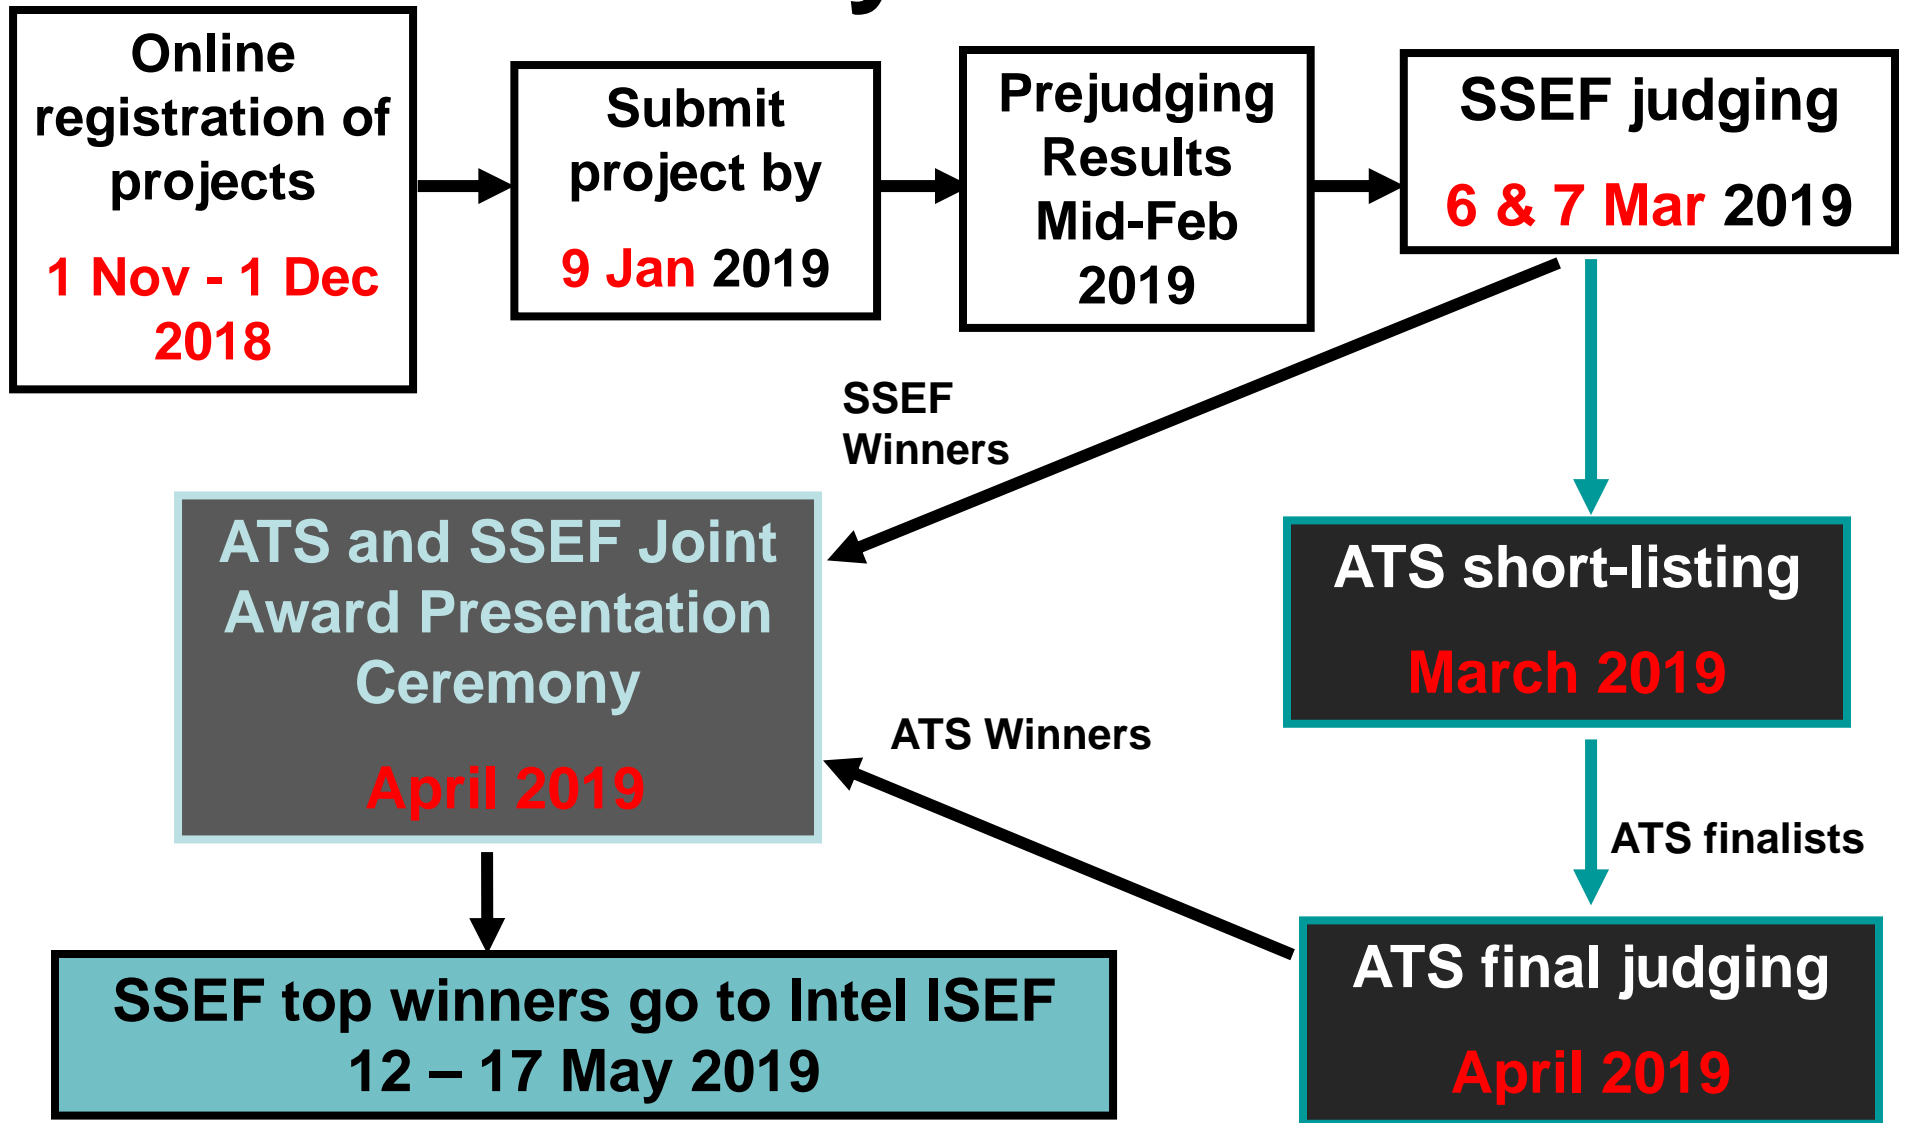 Online
registration of
projects
1 Nov - 1 Dec
2018
Submit
project by
9 Jan 2019
Prejudging
Results
Mid-Feb
2019
SSEF judging
6 & 7 Mar 2019
SSEF
Winners
ATS and SSEF Joint
Award Presentation
Ceremony
April 2019
ATS short-listing
March 2019
ATS Winners
ATS finalists
SSEF top winners go to Intel ISEF
12 – 17 May 2019
ATS final judging
April 2019